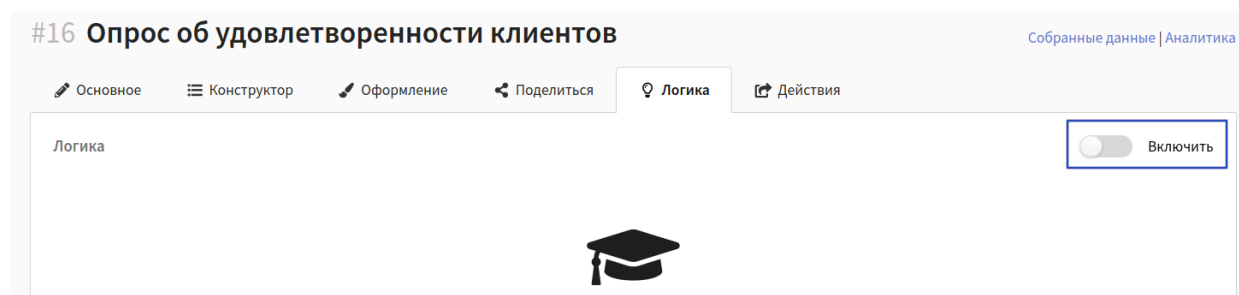 #16 Опрос об удовлетворенности клиентов
Собранные данные | Аналитика
Основное Конструктор Оформление Поделиться Логика Действия
Логика Включить